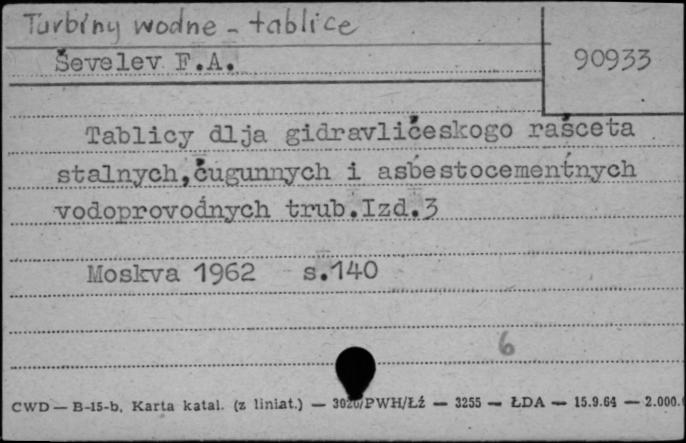 Turbiny wodne - tablice
Ševelev F.A.
90933
Tablicy dlja gidravličeskogo rasčeta
stalnych, čugunnych i asbestocementnych
vodoprovodnych trub. Izd.3
Moskva 1962 s.140
6
CWD — B-15-b. Karta katal. (z liniat.) — 3020/PWH/Łź — 3255 — ŁDA — 15.9.64 — 2.000.